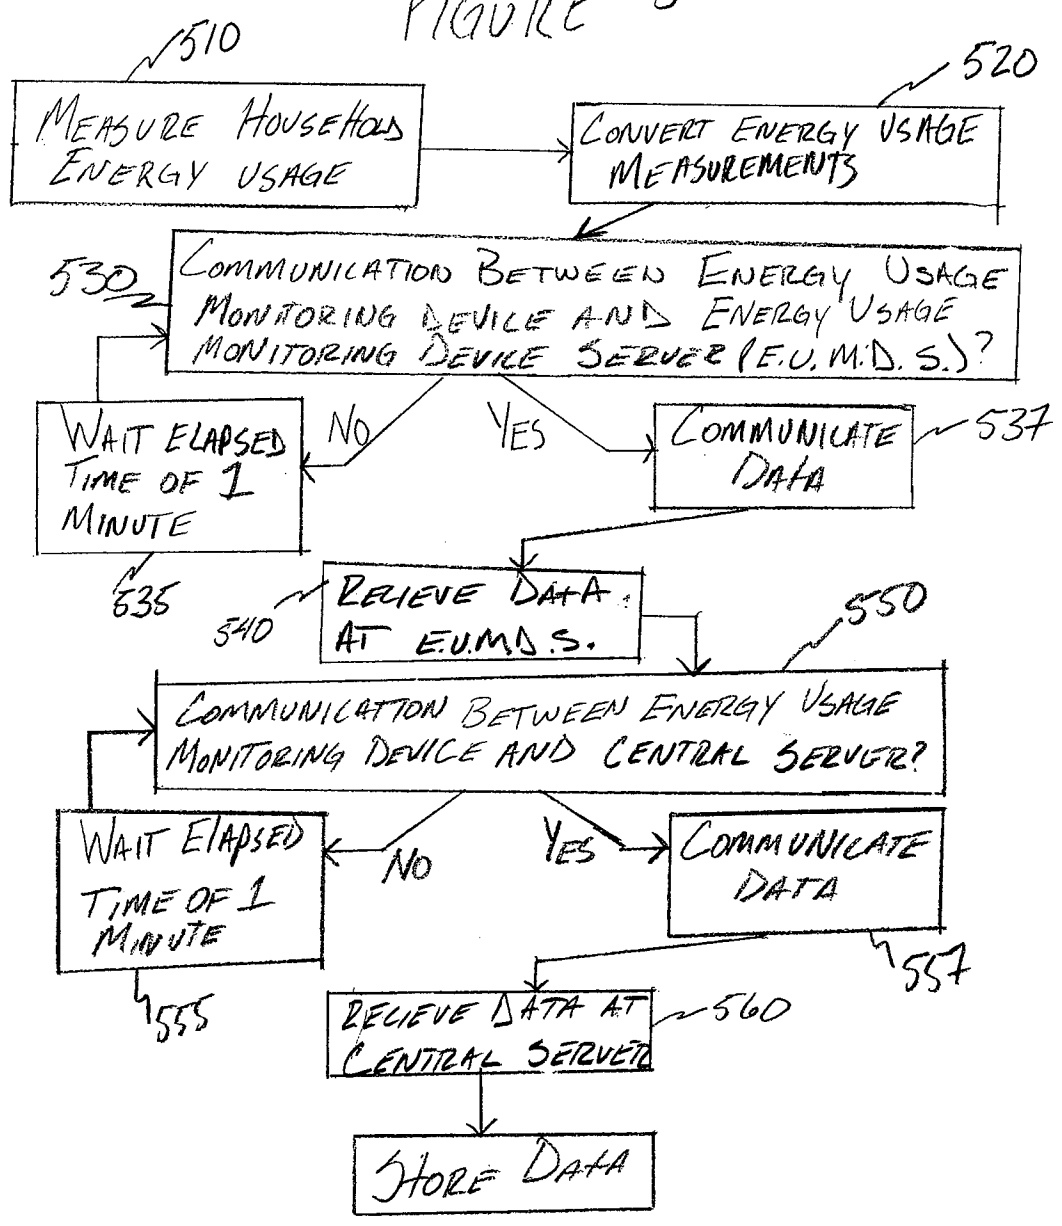 FIGURE
510
520
MEASURE HOUSEHOLD
ENERGY USAGE
CONVERT ENERGY USAGE
MEASUREMENTS
530
COMMUNICATION BETWEEN ENERGY USAGE
MONITORING DEVICE AND ENERGY USAGE
MONITORING DEVICE SERVER (E.U.M.D.S.)?
NO
YES
WAIT ELAPSED
TIME OF 1
MINUTE
COMMUNICATE
DATA
537
535
540
RECIEVE DATA
AT E.U.M.D.S.
550
COMMUNICATION BETWEEN ENERGY USAGE
MONITORING DEVICE AND CENTRAL SERVER?
NO
YES
WAIT ELAPSED
TIME OF 1
MINUTE
COMMUNICATE
DATA
555
557
RECIEVE DATA AT
CENTRAL SERVER
560
STORE DATA